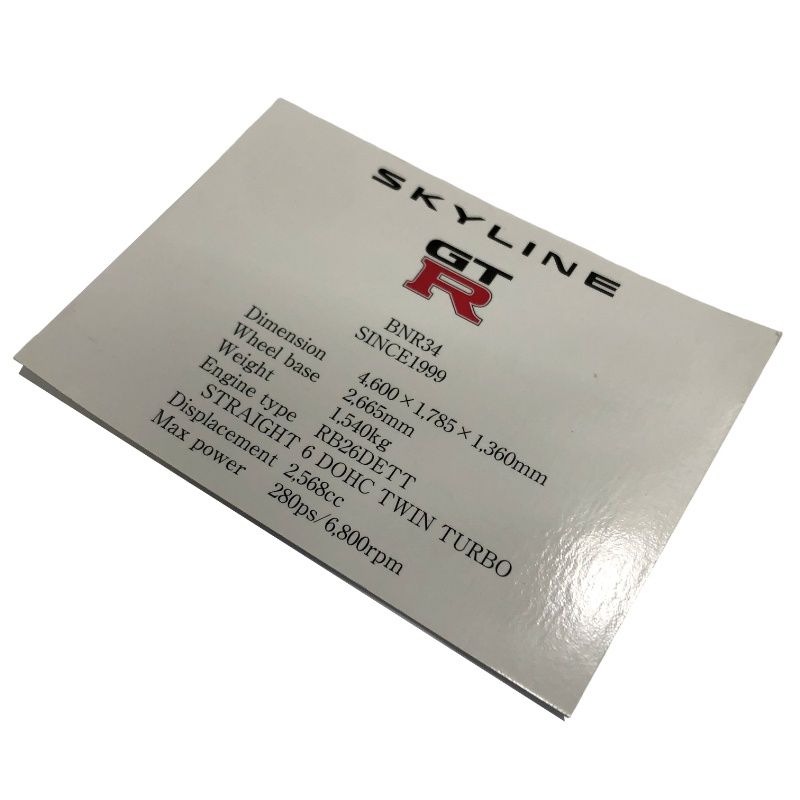 SKYLINE
GT
R
BNR34
SINCE1999
Dimension 4,600×1,785×1,360mm
Wheel base 2,665mm
Weight 1,540kg
Engine type RB26DETT
STRAIGHT 6 DOHC TWIN TURBO
Displacement 2,568cc
Max power 280ps/6,800rpm